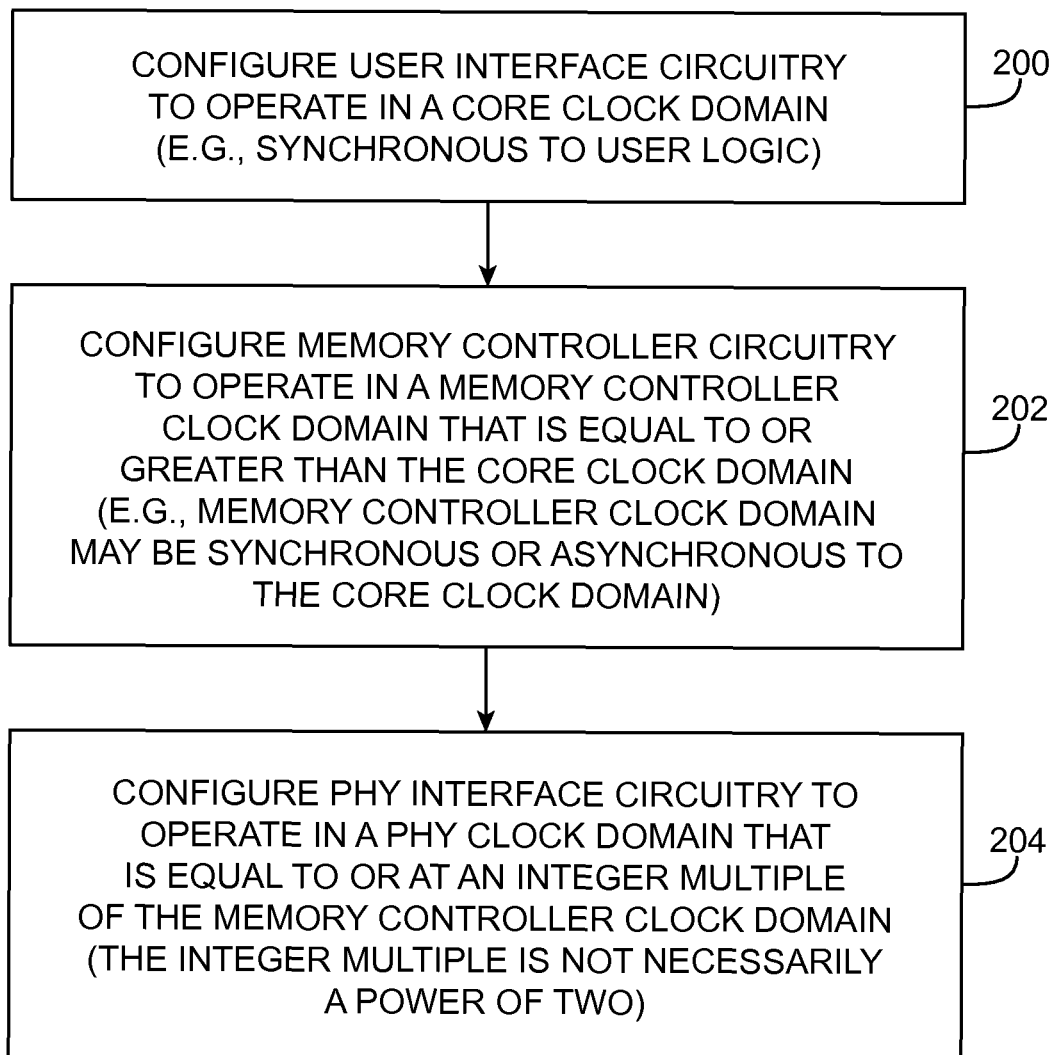 CONFIGURE USER INTERFACE CIRCUITRY
TO OPERATE IN A CORE CLOCK DOMAIN
(E.G., SYNCHRONOUS TO USER LOGIC)
200
CONFIGURE MEMORY CONTROLLER CIRCUITRY
TO OPERATE IN A MEMORY CONTROLLER
CLOCK DOMAIN THAT IS EQUAL TO OR
GREATER THAN THE CORE CLOCK DOMAIN
(E.G., MEMORY CONTROLLER CLOCK DOMAIN
MAY BE SYNCHRONOUS OR ASYNCHRONOUS TO
THE CORE CLOCK DOMAIN)
202
CONFIGURE PHY INTERFACE CIRCUITRY TO
OPERATE IN A PHY CLOCK DOMAIN THAT
IS EQUAL TO OR AT AN INTEGER MULTIPLE
OF THE MEMORY CONTROLLER CLOCK DOMAIN
(THE INTEGER MULTIPLE IS NOT NECESSARILY
A POWER OF TWO)
204